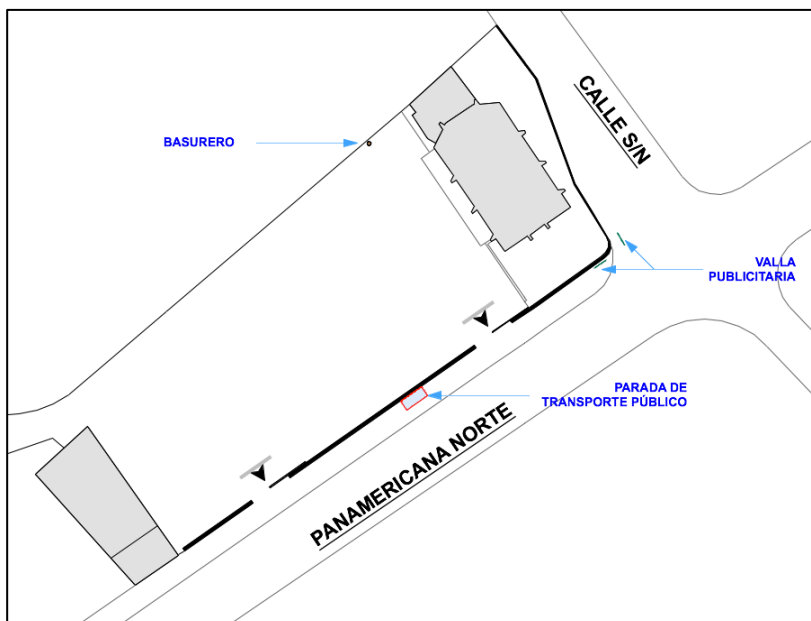 CALLE S/N
BASURERO
VALLA
PUBLICITARIA
PARADA DE
TRANSPORTE PÚBLICO
PANAMERICANA NORTE